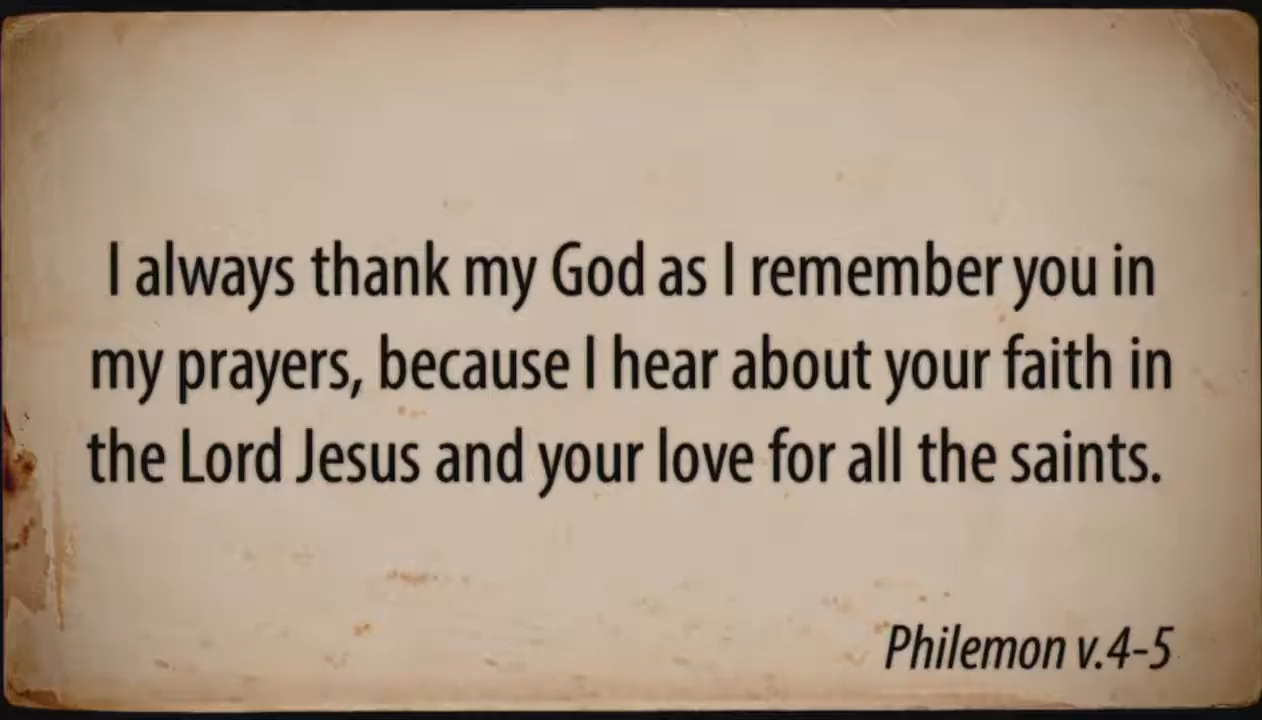 I always thank my God as I remember you in
my prayers, because I hear about your faith in
the Lord Jesus and your love for all the saints.
Philemon v.4-5